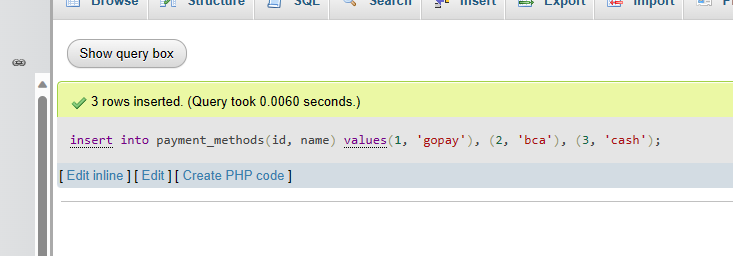 Browse Structure SQL Search Insert Export Import
Show query box
3 rows inserted. (Query took 0.0060 seconds.)
insert into payment_methods(id, name) values(1, 'gopay'), (2, 'bca'), (3, 'cash');
[ Edit inline ] [ Edit ] [ Create PHP code ]